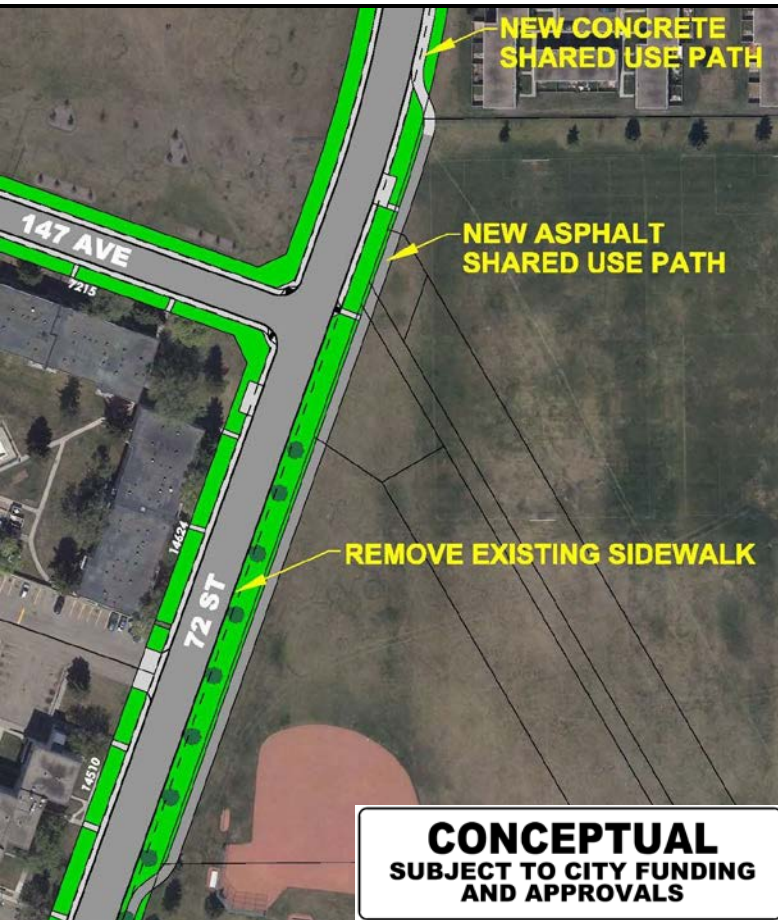 NEW CONCRETE
SHARED USE PATH
147 AVE
7215
NEW ASPHALT
SHARED USE PATH
14624
REMOVE EXISTING SIDEWALK
72 ST
14510
CONCEPTUAL
SUBJECT TO CITY FUNDING
AND APPROVALS